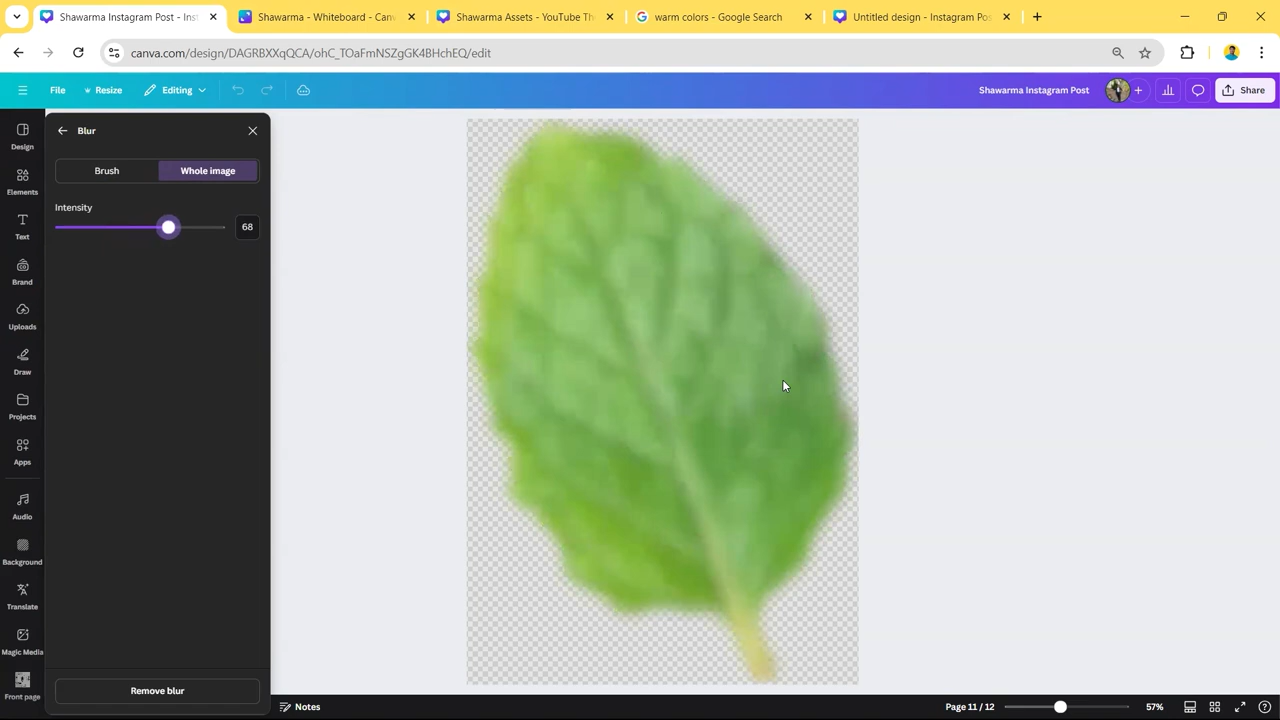 Shawarma Instagram Post - Inst
Shawarma - Whiteboard - Canv
Shawarma Assets - YouTube Th
warm colors - Google Search
Untitled design - Instagram Pos
canva.com/design/DAGRBXXqQCA/ohC_TOaFmNSZgGK4BHchEQ/edit
File
Resize
Editing
Shawarma Instagram Post
Share
Design
Elements
Text
Brand
Uploads
Draw
Projects
Apps
Audio
Background
Translate
Magic Media
Front page
Blur
Brush
Whole image
Intensity
68
Remove blur
Notes
Page 11 / 12
57%